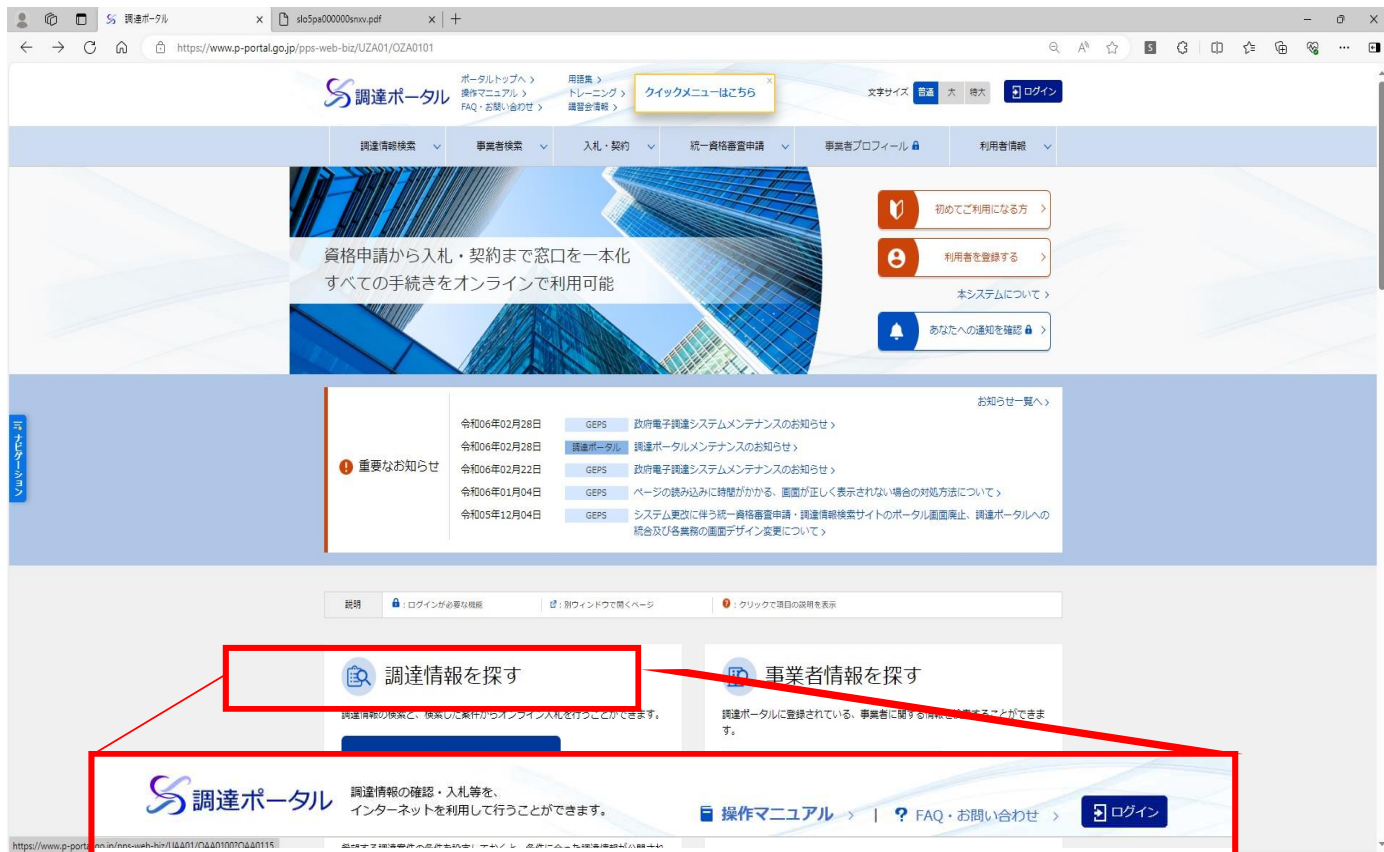 調達ポータル
slo5pa000000snxv.pdf
https://www.p-portal.go.jp/pps-web-biz/UZA01/OZA0101
調達ポータル
ポータルトップへ
操作マニュアル
FAQ・お問い合わせ
用語集
トレーニング
講習会情報
クイックメニューはこちら
文字サイズ 普通 大 特大
ログイン
調達情報検索 事業者検索 入札・契約 統一資格審査申請 事業者プロフィール 利用者情報
資格申請から入札・契約まで窓口を一本化
すべての手続きをオンラインで利用可能
初めてご利用になる方
利用者を登録する
本システムについて
あなたへの通知を確認
ナビゲーション
お知らせ一覧へ
重要なお知らせ
令和06年02月28日 GEPS 政府電子調達システムメンテナンスのお知らせ
令和06年02月28日 調達ポータル 調達ポータルメンテナンスのお知らせ
令和06年02月22日 GEPS 政府電子調達システムメンテナンスのお知らせ
令和06年01月04日 GEPS ページの読み込みに時間がかかる、画面が正しく表示されない場合の対処方法について
令和05年12月04日 GEPS システム更改に伴う統一資格審査申請・調達情報検索サイトのポータル画面廃止、調達ポータルへの
統合及び各業務の画面デザイン変更について
説明 :ログインが必要な機能 :別ウィンドウで開くページ :クリックで項目の説明を表示
調達情報を探す
調達情報の検索と、検索した案件からオンライン入札を行うことができます。
事業者情報を探す
調達ポータルに登録されている、事業者に関する情報を検索することができま
す。
調達ポータル
調達情報の確認・入札等を、
インターネットを利用して行うことができます。
操作マニュアル | ? FAQ・お問い合わせ
ログイン